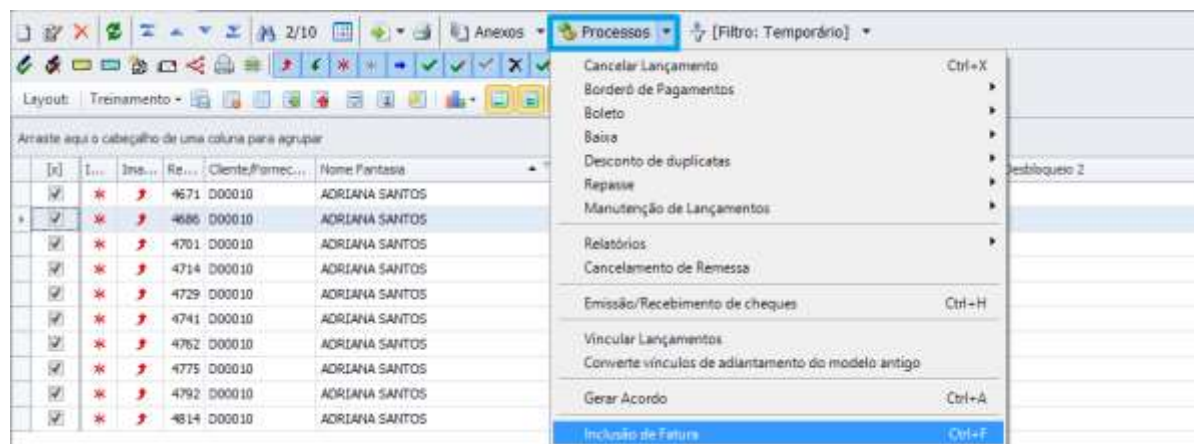 2/10 Anexos Processos [Filtro: Temporário]
Layout: Treinamento
Arraste aqui o cabeçalho de uma coluna para agrupar
[x] I... Ima... Re... Cliente/Fornec... Nome Fantasia Desbloqueio 2
4671 D00010 ADRIANA SANTOS
4686 D00010 ADRIANA SANTOS
4701 D00010 ADRIANA SANTOS
4714 D00010 ADRIANA SANTOS
4729 D00010 ADRIANA SANTOS
4741 D00010 ADRIANA SANTOS
4762 D00010 ADRIANA SANTOS
4775 D00010 ADRIANA SANTOS
4792 D00010 ADRIANA SANTOS
4814 D00010 ADRIANA SANTOS
Cancelar Lançamento Ctrl+X
Borderô de Pagamentos
Boleto
Baixa
Desconto de duplicatas
Repasse
Manutenção de Lançamentos
Relatórios
Cancelamento de Remessa
Emissão/Recebimento de cheques Ctrl+H
Vincular Lançamentos
Converte vínculos de adiantamento do modelo antigo
Gerar Acordo Ctrl+A
Inclusão de Fatura Ctrl+F